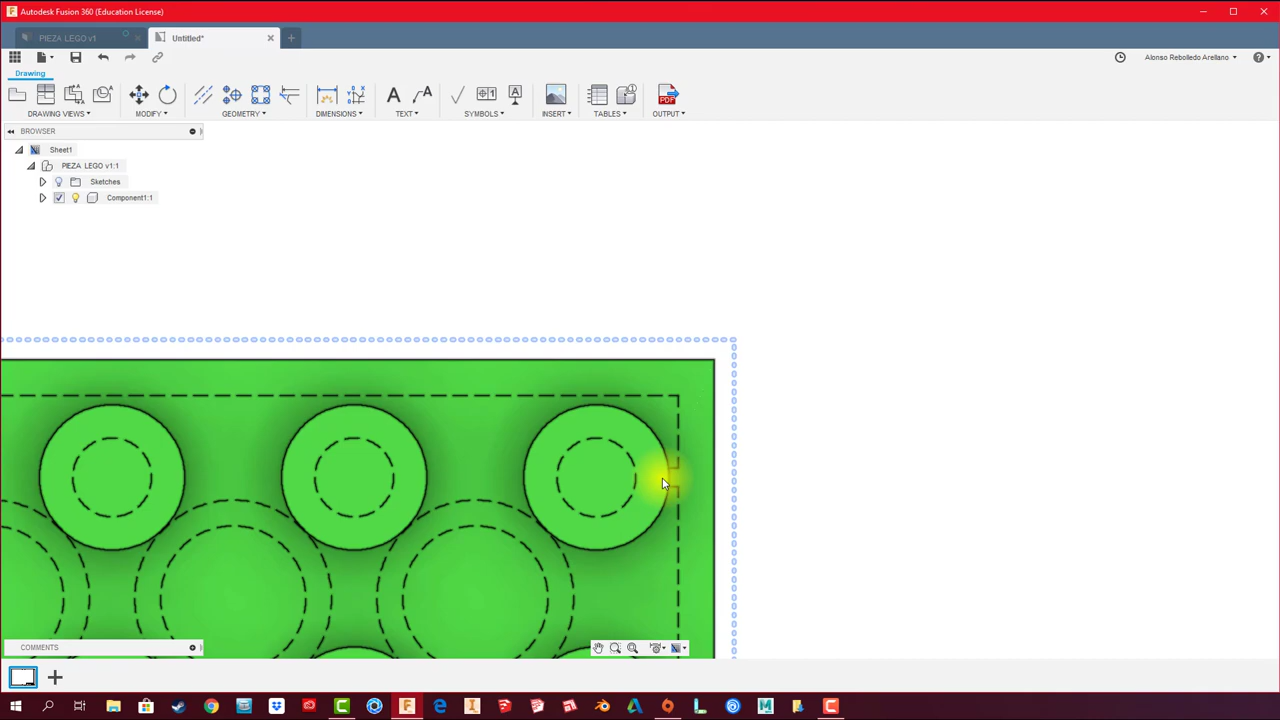 Autodesk Fusion 360 (Education License)
PIEZA LEGO v1
Untitled*
Alonso Rebolledo Arellano
Drawing
DRAWING VIEWS
MODIFY
GEOMETRY
DIMENSIONS
TEXT
SYMBOLS
INSERT
TABLES
OUTPUT
BROWSER
Sheet1
PIEZA LEGO v1:1
Sketches
Component1:1
COMMENTS